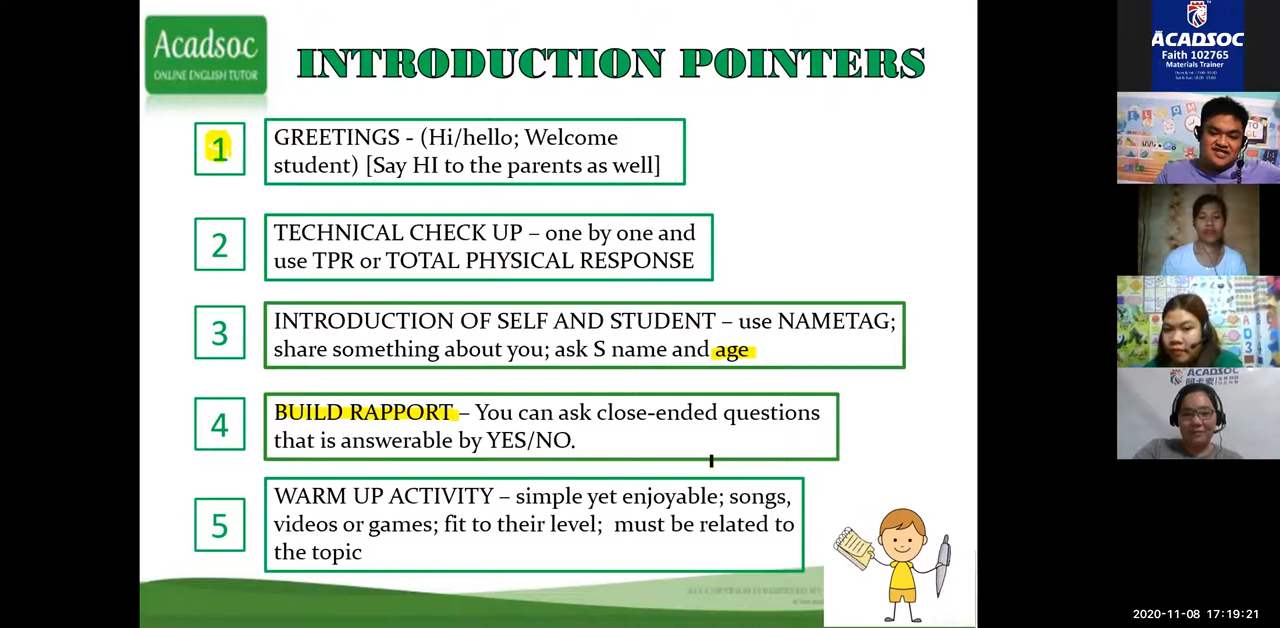 Acadsoc
ONLINE ENGLISH TUTOR
INTRODUCTION POINTERS
1
GREETINGS - (Hi/hello; Welcome
student) [Say HI to the parents as well]
2
TECHNICAL CHECK UP – one by one and
use TPR or TOTAL PHYSICAL RESPONSE
3
INTRODUCTION OF SELF AND STUDENT – use NAMETAG;
share something about you; ask S name and age
4
BUILD RAPPORT – You can ask close-ended questions
that is answerable by YES/NO.
5
WARM UP ACTIVITY – simple yet enjoyable; songs,
videos or games; fit to their level; must be related to
the topic
ACADSOC
Faith 102765
Materials Trainer
ACADSOC
2020-11-08 17:19:21